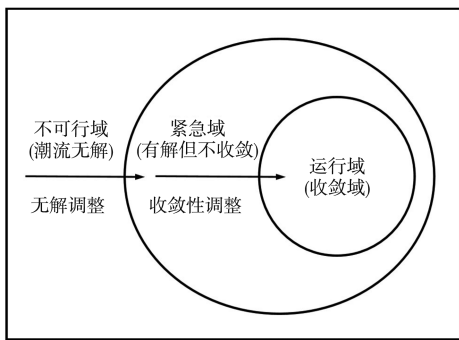 不可行域
(潮流无解)
无解调整
紧急域
(有解但不收敛)
收敛性调整
运行域
(收敛域)